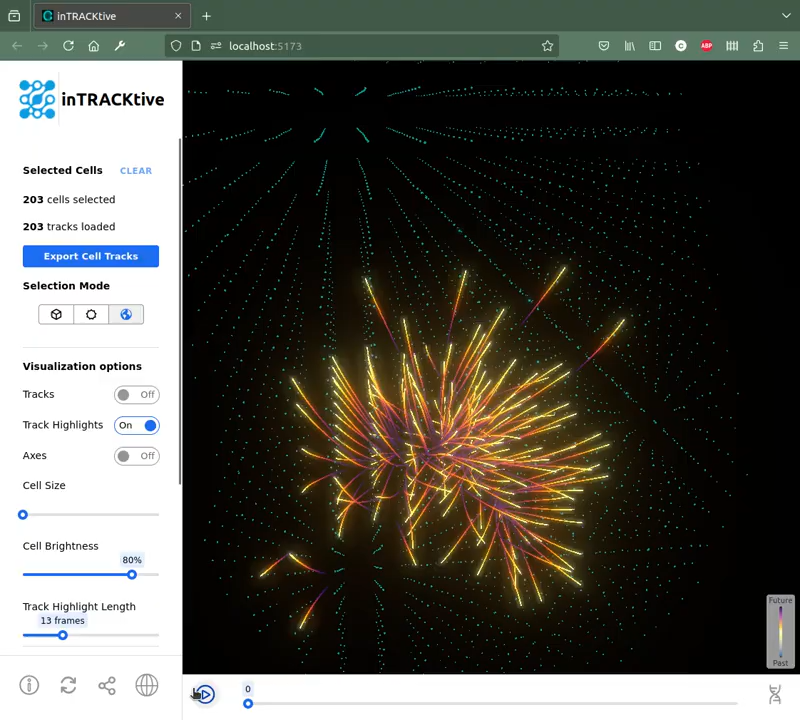 inTRACKtive
localhost:5173
ABP
inTRACKtive
Selected Cells
CLEAR
203 cells selected
203 tracks loaded
Export Cell Tracks
Selection Mode
Visualization options
Tracks
Off
Track Highlights
On
Axes
Off
Cell Size
Cell Brightness
80%
Track Highlight Length
13 frames
Future
Past
0